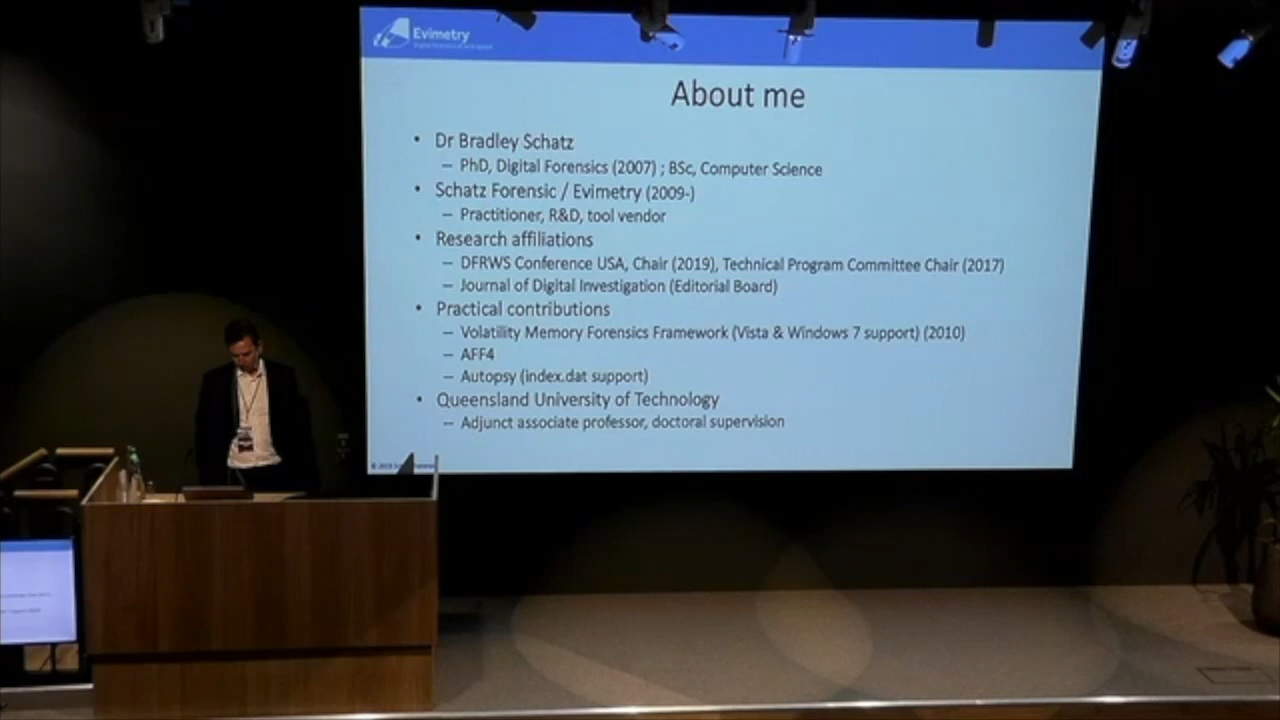 Evimetry
About me
• Dr Bradley Schatz
– PhD, Digital Forensics (2007) ; BSc, Computer Science
• Schatz Forensic / Evimetry (2009-)
– Practitioner, R&D, tool vendor
• Research affiliations
– DFRWS Conference USA, Chair (2019), Technical Program Committee Chair (2017)
– Journal of Digital Investigation (Editorial Board)
• Practical contributions
– Volatility Memory Forensics Framework (Vista & Windows 7 support) (2010)
– AFF4
– Autopsy (index.dat support)
• Queensland University of Technology
– Adjunct associate professor, doctoral supervision